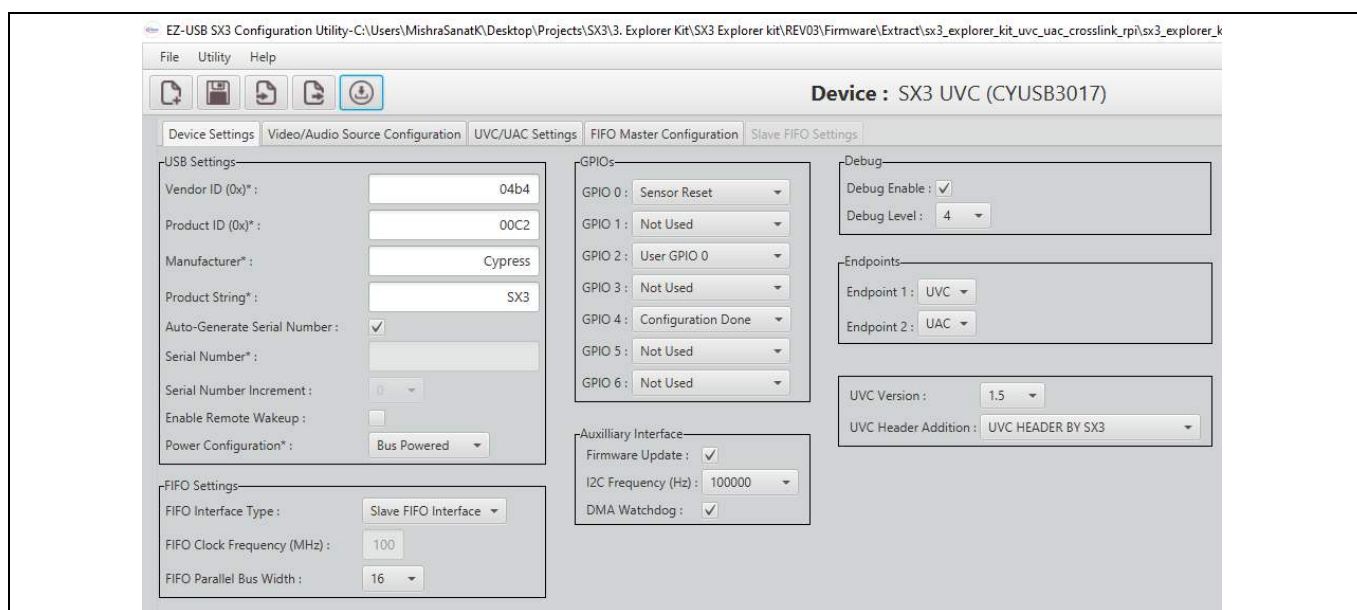 EZ-USB SX3 Configuration Utility-C:\Users\MishraSanatK\Desktop\Projects\SX3\3. Explorer Kit\SX3 Explorer kit\REV03\Firmware\Extract\sx3_explorer_kit_uvc_uac_crosslink_rpi\sx3_explorer_k
File Utility Help
Device : SX3 UVC (CYUSB3017)
Device Settings Video/Audio Source Configuration UVC/UAC Settings FIFO Master Configuration Slave FIFO Settings
USB Settings
Vendor ID (0x)* : 04b4
Product ID (0x)* : 00C2
Manufacturer* : Cypress
Product String* : SX3
Auto-Generate Serial Number :
Serial Number* :
Serial Number Increment : 0
Enable Remote Wakeup :
Power Configuration* : Bus Powered
FIFO Settings
FIFO Interface Type : Slave FIFO Interface
FIFO Clock Frequency (MHz) : 100
FIFO Parallel Bus Width : 16
GPIOs
GPIO 0 : Sensor Reset
GPIO 1 : Not Used
GPIO 2 : User GPIO 0
GPIO 3 : Not Used
GPIO 4 : Configuration Done
GPIO 5 : Not Used
GPIO 6 : Not Used
Auxilliary Interface
Firmware Update :
I2C Frequency (Hz) : 100000
DMA Watchdog :
Debug
Debug Enable :
Debug Level : 4
Endpoints
Endpoint 1 : UVC
Endpoint 2 : UAC
UVC Version : 1.5
UVC Header Addition : UVC HEADER BY SX3